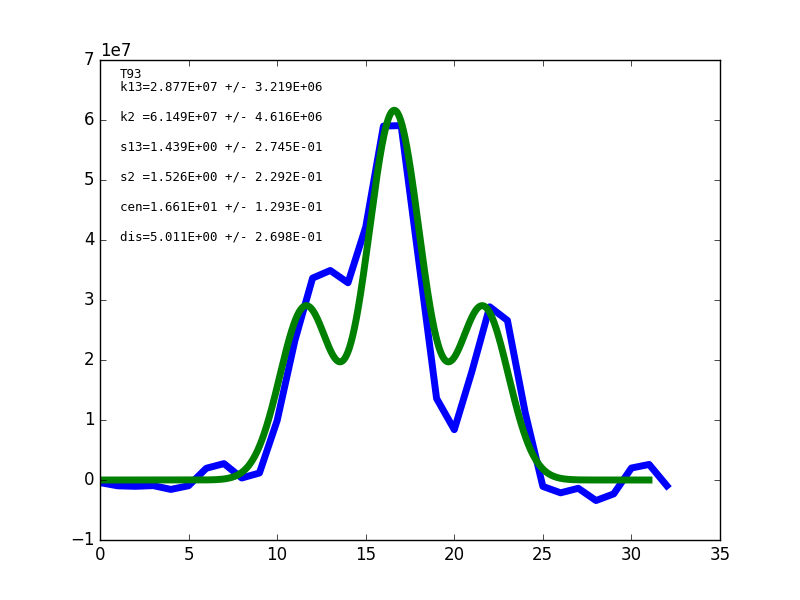 1e7
T93
k13=2.877E+07 +/- 3.219E+06
k2 =6.149E+07 +/- 4.616E+06
s13=1.439E+00 +/- 2.745E-01
s2 =1.526E+00 +/- 2.292E-01
cen=1.661E+01 +/- 1.293E-01
dis=5.011E+00 +/- 2.698E-01
7
6
5
4
3
2
1
0
−1
0 5 10 15 20 25 30 35